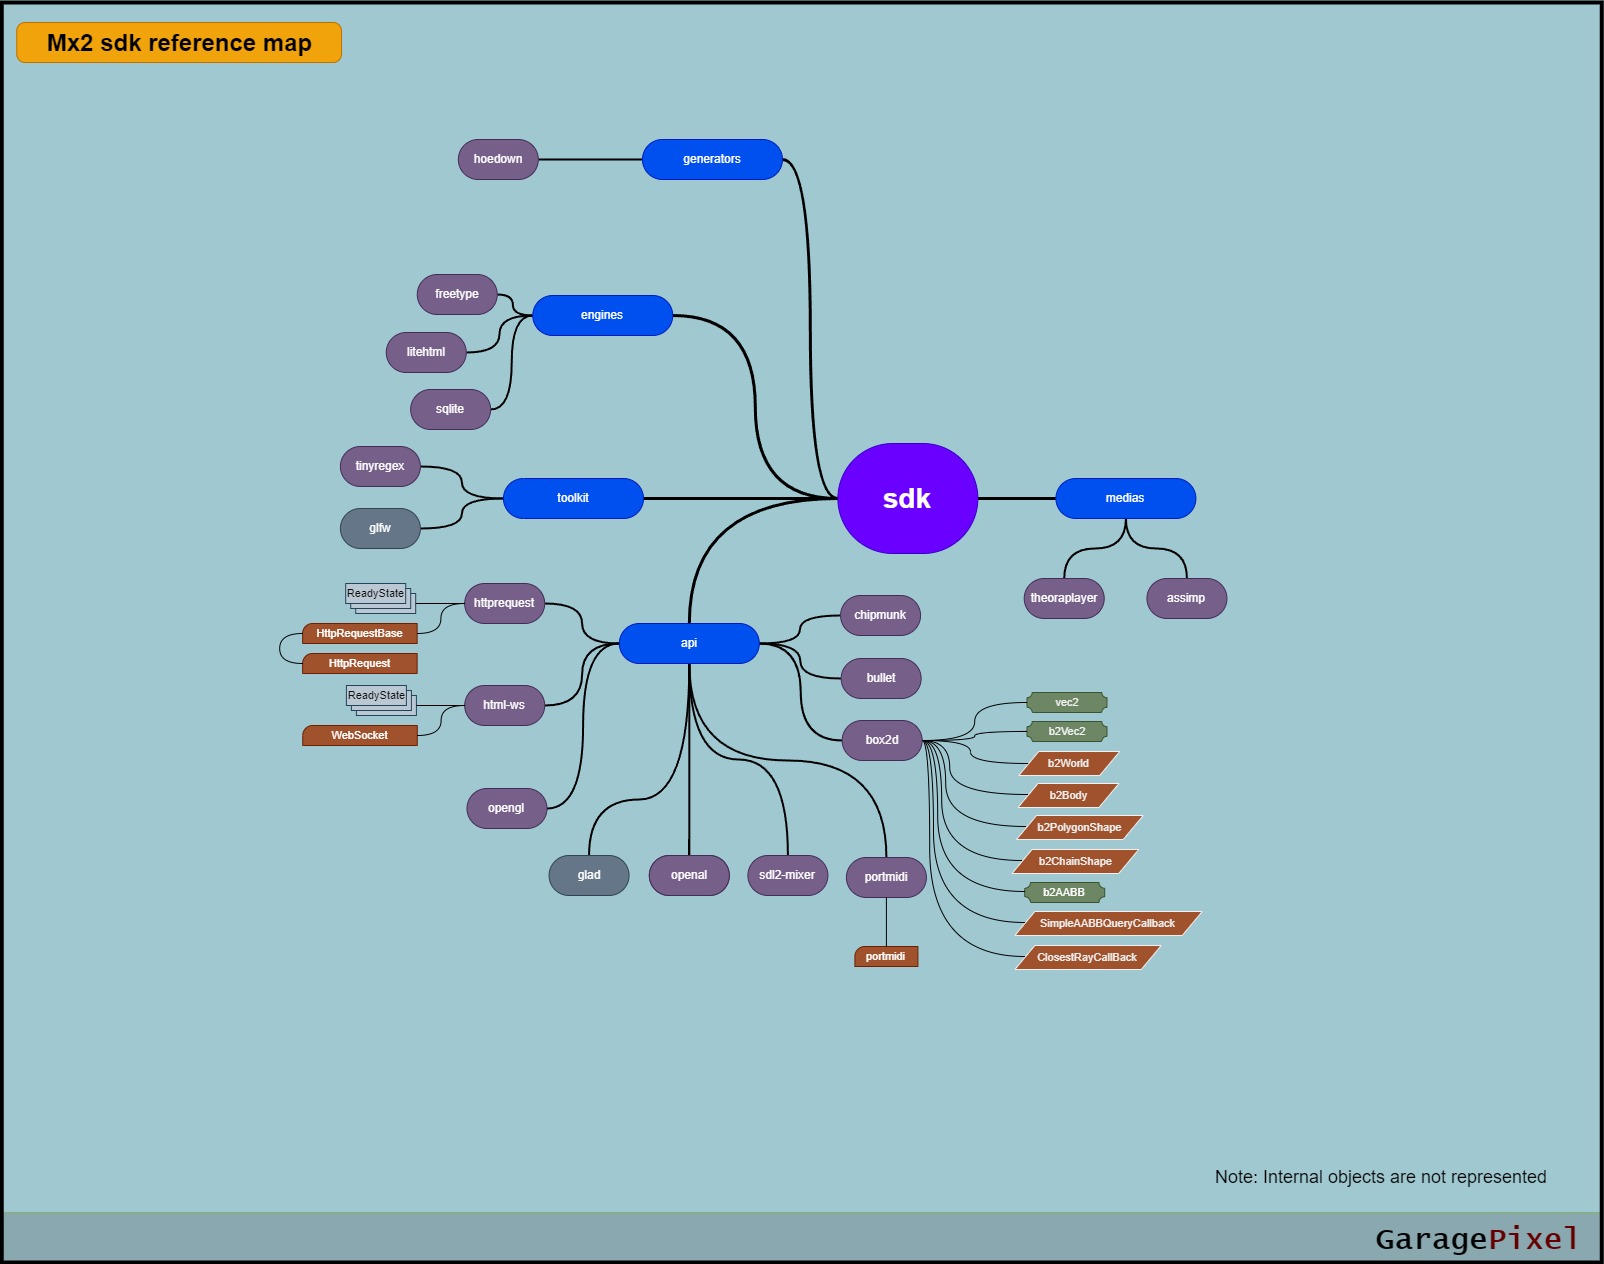 Mx2 sdk reference map
hoedown
generators
freetype
engines
litehtml
sqlite
tinyregex
toolkit
glfw
sdk
medias
theoraplayer
assimp
ReadyState
httprequest
HttpRequestBase
HttpRequest
api
ReadyState
html-ws
WebSocket
opengl
glad
openal
sdl2-mixer
portmidi
portmidi
chipmunk
bullet
box2d
vec2
b2Vec2
b2World
b2Body
b2PolygonShape
b2ChainShape
b2AABB
SimpleAABBQueryCallback
ClosestRayCallBack
Note: Internal objects are not represented
GaragePixel